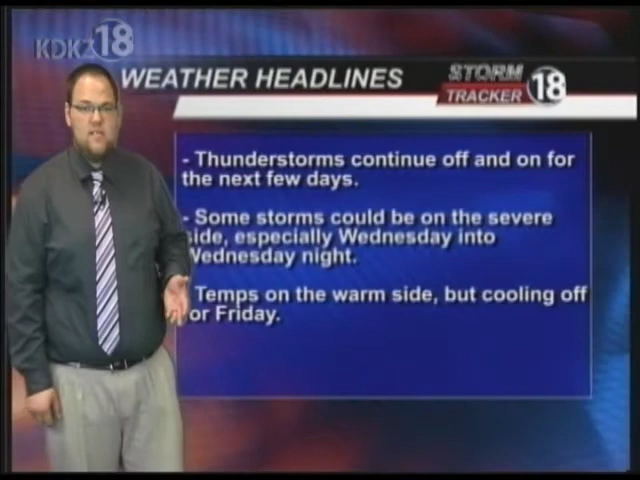 KDKZ 18
WEATHER HEADLINES
STORM
TRACKER 18
- Thunderstorms continue off and on for
the next few days.
- Some storms could be on the severe
side, especially Wednesday into
Wednesday night.
Temps on the warm side, but cooling off
for Friday.